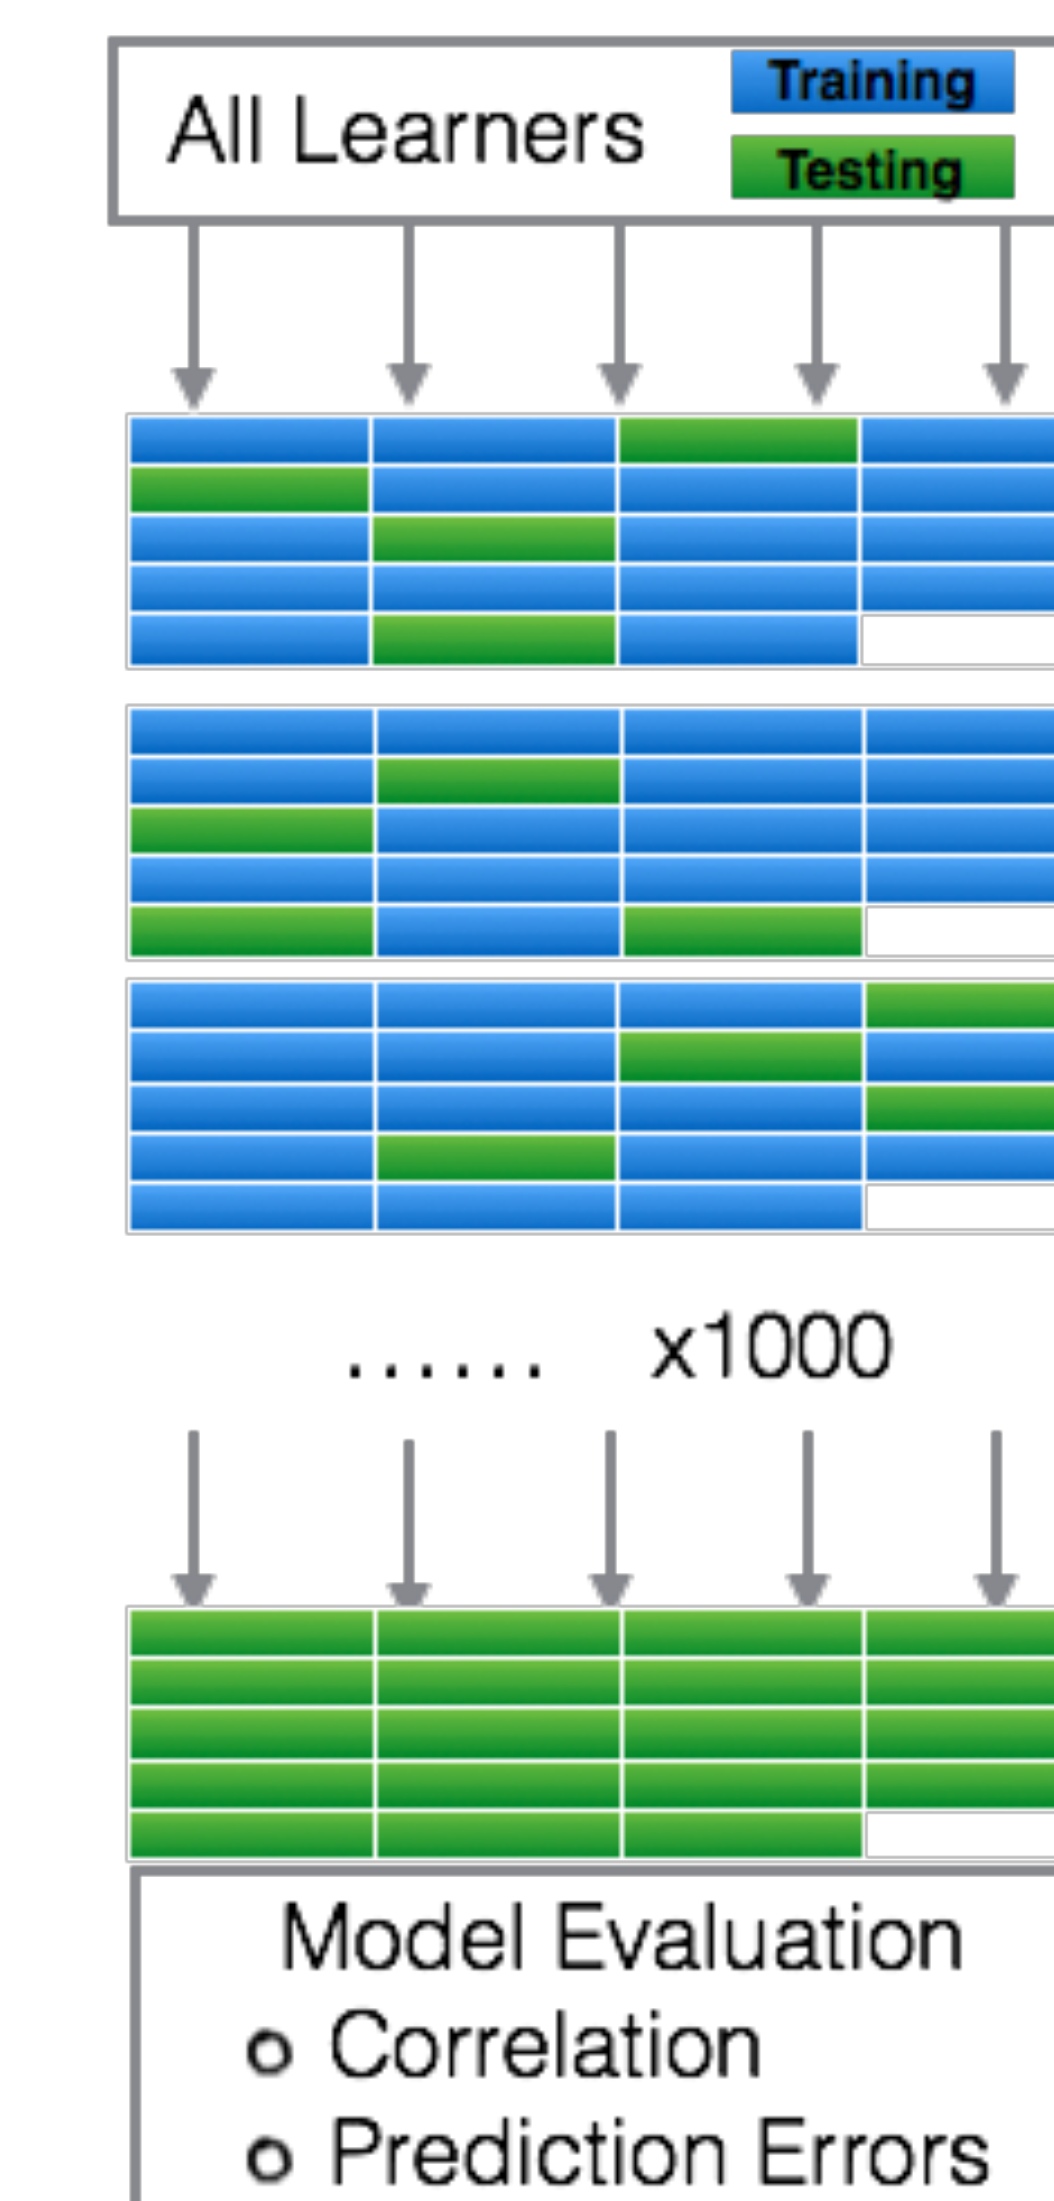 All Learners
Training
Testing
...... x1000
Model Evaluation
o Correlation
o Prediction Errors